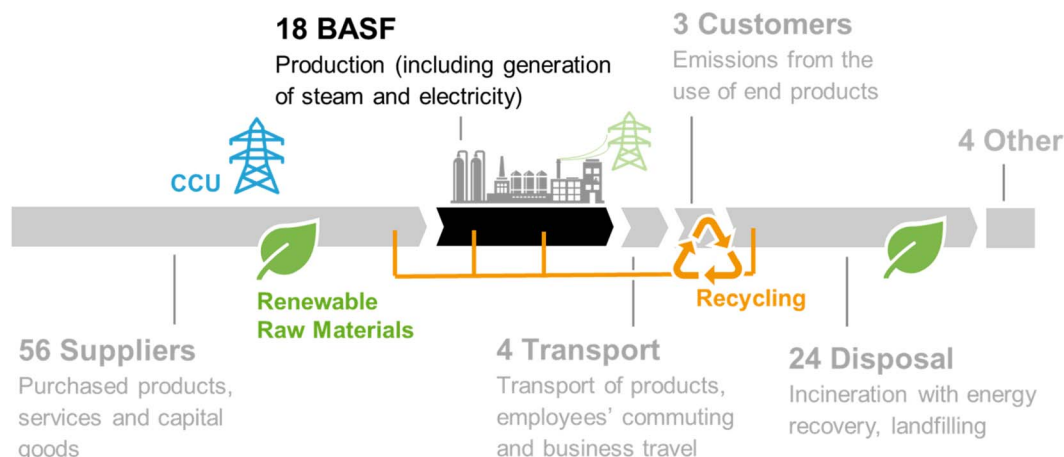 18 BASF
Production (including generation
of steam and electricity)
3 Customers
Emissions from the
use of end products
4 Other
CCU
Renewable
Raw Materials
Recycling
56 Suppliers
Purchased products,
services and capital
goods
4 Transport
Transport of products,
employees’ commuting
and business travel
24 Disposal
Incineration with energy
recovery, landfilling